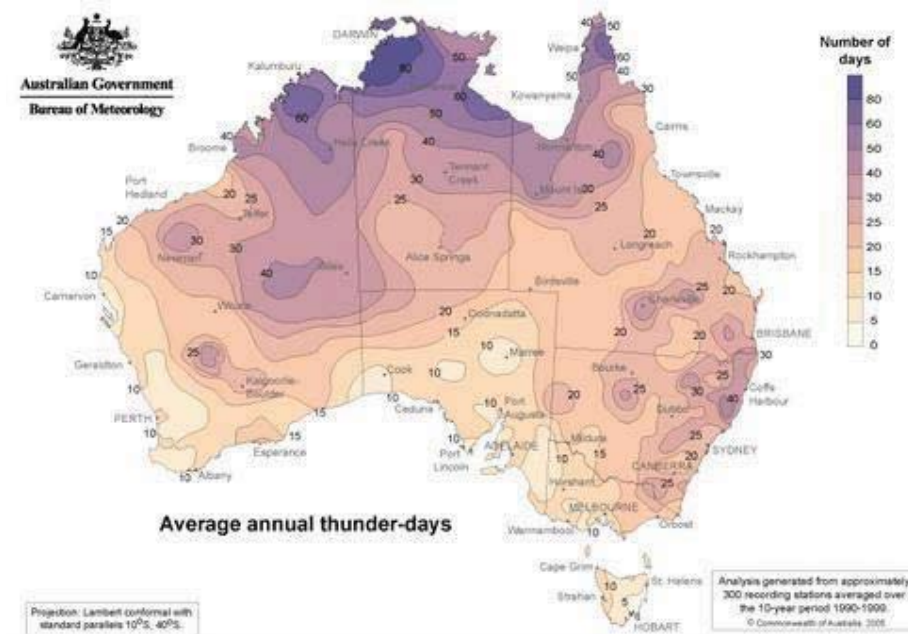 Australian Government
Bureau of Meteorology
Average annual thunder-days
Projection: Lambert conformal with
standard parallels 10°S, 40°S.
Number of
days
80
60
50
40
30
25
20
15
10
5
0
Analysis generated from approximately
300 recording stations averaged over
the 10-year period 1990-1999.
© Commonwealth of Australia, 2005
DARWIN
Kalumburu
Weipa
Kowanyama
Cairns
Broome
Halls Creek
Normanton
Townsville
Tennant
Creek
Mount Isa
Port
Hedland
Telfer
Mackay
Newman
Longreach
Rockhampton
Alice Springs
Giles
Birdsville
Carnarvon
Wiluna
Oodnadatta
Charleville
BRISBANE
Marree
Geraldton
Cook
Bourke
Kalgoorlie-
Boulder
Coffs
Harbour
PERTH
Ceduna
Port
Augusta
Dubbo
Esperance
Port
Lincoln
ADELAIDE
Mildura
SYDNEY
Albany
CANBERRA
Horsham
MELBOURNE
Warrnambool
Orbost
Cape Grim
St. Helens
Strahan
HOBART